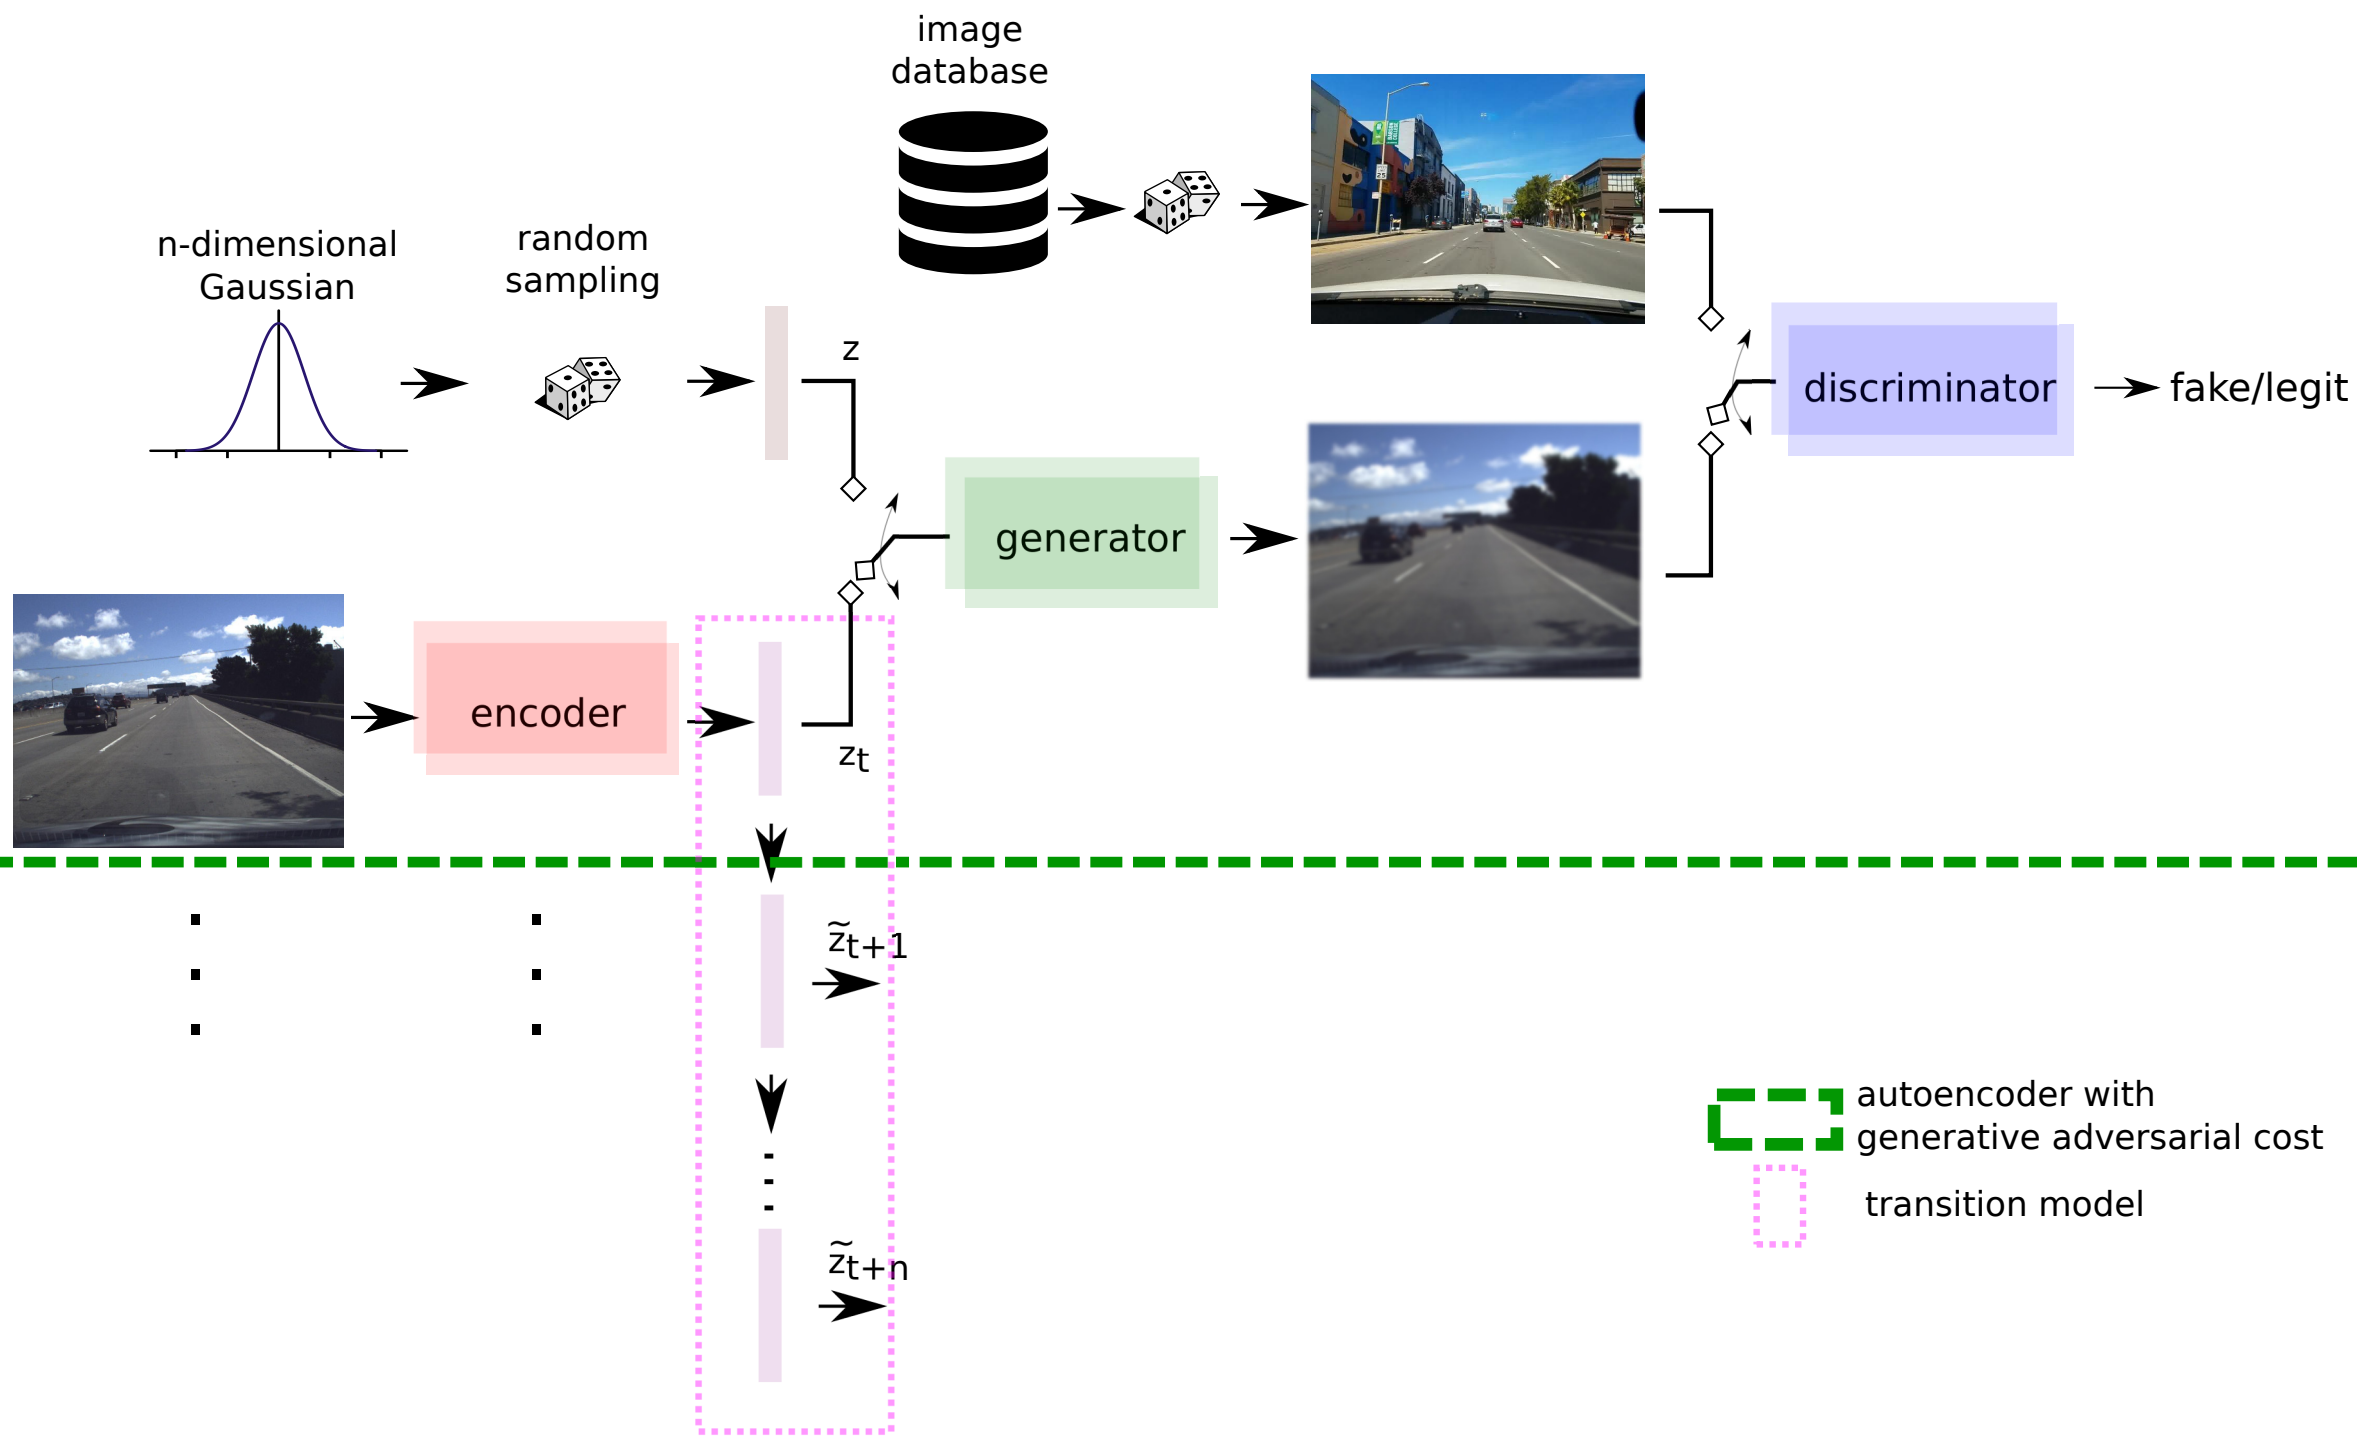 image
database
n-dimensional
Gaussian
random
sampling
z
discriminator
fake/legit
generator
encoder
zt
z̃t+1
z̃t+n
autoencoder with
generative adversarial cost
transition model
25